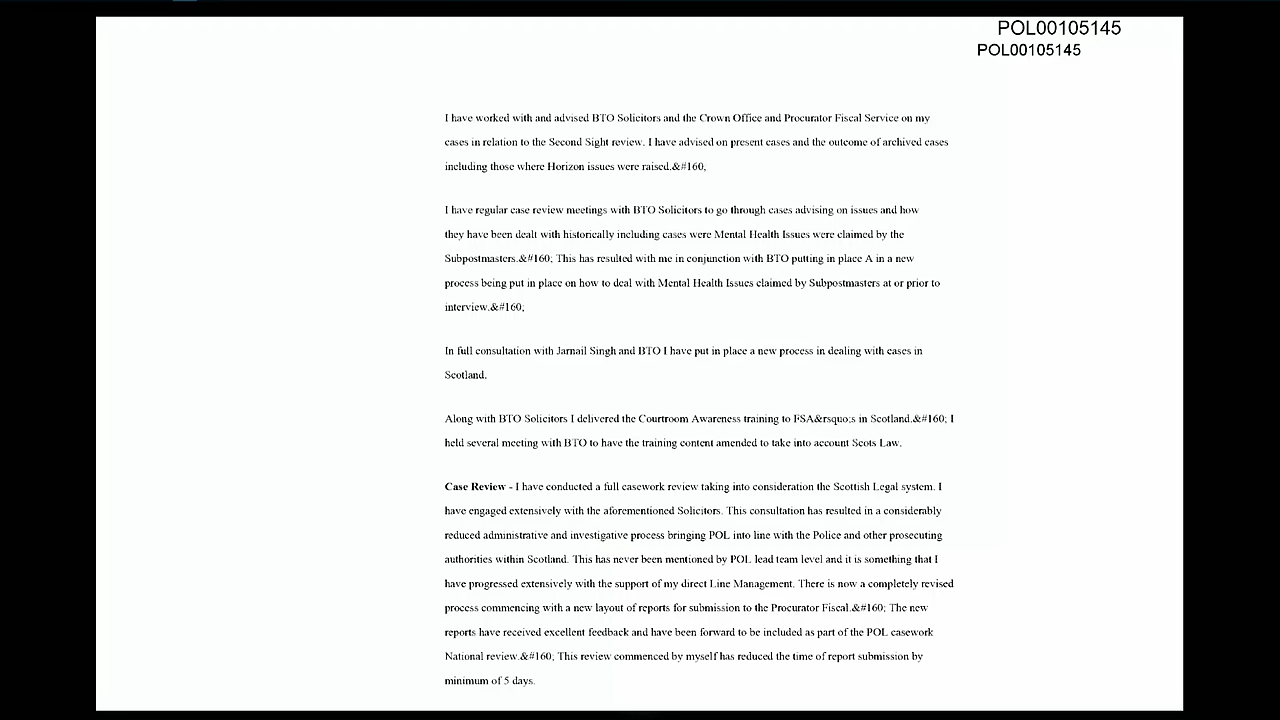 POL00105145
POL00105145
I have worked with and advised BTO Solicitors and the Crown Office and Procurator Fiscal Service on my
cases in relation to the Second Sight review. I have advised on present cases and the outcome of archived cases
including those where Horizon issues were raised.&#160;
I have regular case review meetings with BTO Solicitors to go through cases advising on issues and how
they have been dealt with historically including cases were Mental Health Issues were claimed by the
Subpostmasters.&#160; This has resulted with me in conjunction with BTO putting in place A in a new
process being put in place on how to deal with Mental Health Issues claimed by Subpostmasters at or prior to
interview.&#160;
In full consultation with Jarnail Singh and BTO I have put in place a new process in dealing with cases in
Scotland.
Along with BTO Solicitors I delivered the Courtroom Awareness training to FSA&rsquo;s in Scotland.&#160; I
held several meeting with BTO to have the training content amended to take into account Scots Law.
Case Review - I have conducted a full casework review taking into consideration the Scottish Legal system. I
have engaged extensively with the aforementioned Solicitors. This consultation has resulted in a considerably
reduced administrative and investigative process bringing POL into line with the Police and other prosecuting
authorities within Scotland. This has never been mentioned by POL lead team level and it is something that I
have progressed extensively with the support of my direct Line Management. There is now a completely revised
process commencing with a new layout of reports for submission to the Procurator Fiscal.&#160; The new
reports have received excellent feedback and have been forward to be included as part of the POL casework
National review.&#160; This review commenced by myself has reduced the time of report submission by
minimum of 5 days.